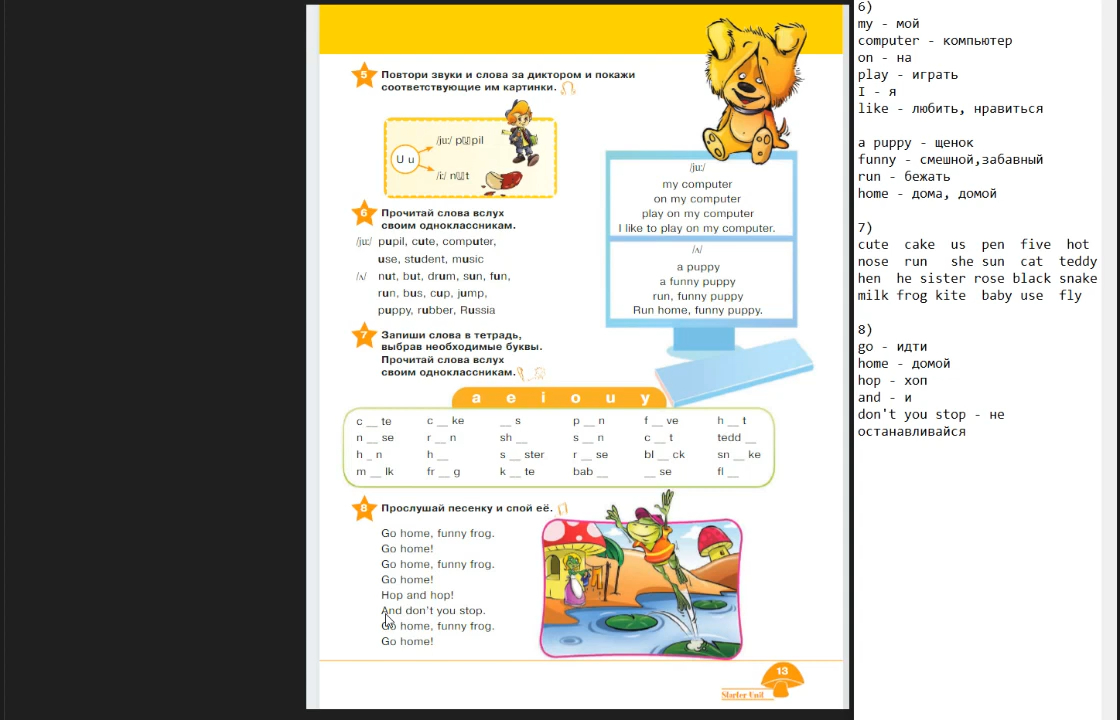 5 Повтори звуки и слова за диктором и покажи
соответствующие им картинки.
U u
/ju:/ p pil
/i:/ n t
6 Прочитай слова вслух
своим одноклассникам.
/ju:/ pupil, cute, computer,
use, student, music
/ʌ/ nut, but, drum, sun, fun,
run, bus, cup, jump,
puppy, rubber, Russia
/ju:/
my computer
on my computer
play on my computer
I like to play on my computer.
/ʌ/
a puppy
a funny puppy
run, funny puppy
Run home, funny puppy.
7 Запиши слова в тетрадь,
выбрав необходимые буквы.
Прочитай слова вслух
своим одноклассникам.
a e i o u y
c __ te c __ ke __ s p __ n f __ ve h __ t
n __ se r __ n sh __ s __ n c __ t tedd __
h _ n h __ s __ ster r __ se bl __ ck sn __ ke
m __ lk fr __ g k __ te bab __ __ se fl __
8 Прослушай песенку и спой её.
Go home, funny frog.
Go home!
Go home, funny frog.
Go home!
Hop and hop!
And don't you stop.
Go home, funny frog.
Go home!
13
Starter Unit
6)
my - мой
computer - компьютер
on - на
play - играть
I - я
like - любить, нравиться
a puppy - щенок
funny - смешной,забавный
run - бежать
home - дома, домой
7)
cute cake us pen five hot
nose run she sun cat teddy
hen he sister rose black snake
milk frog kite baby use fly
8)
go - идти
home - домой
hop - хоп
and - и
don't you stop - не
останавливайся